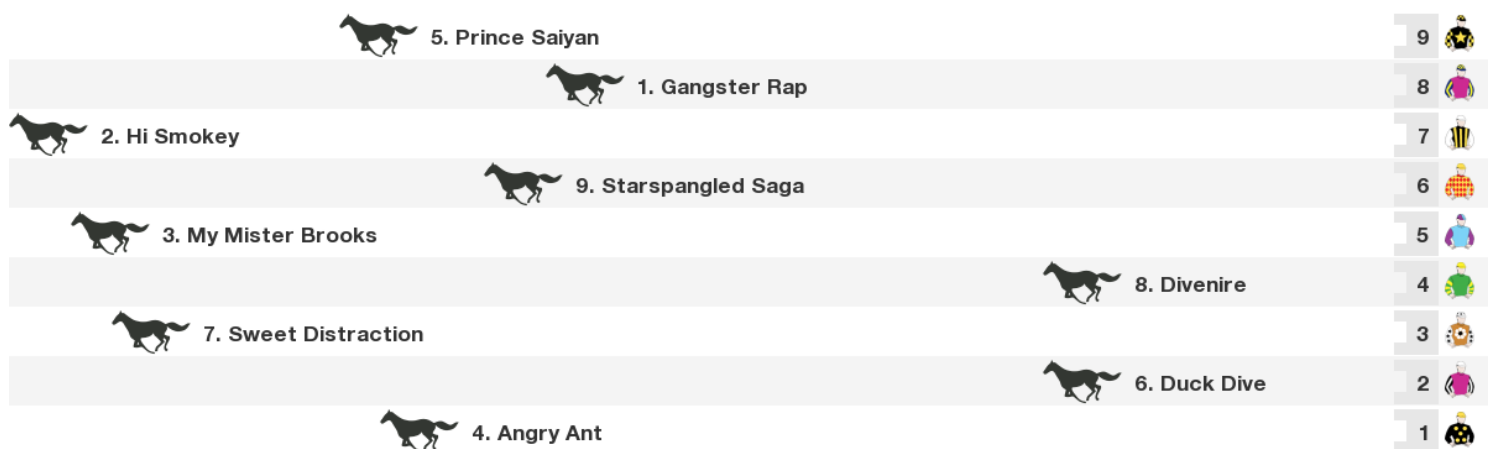 5. Prince Saiyan 9
1. Gangster Rap 8
2. Hi Smokey 7
9. Starspangled Saga 6
3. My Mister Brooks 5
8. Divenire 4
7. Sweet Distraction 3
6. Duck Dive 2
4. Angry Ant 1